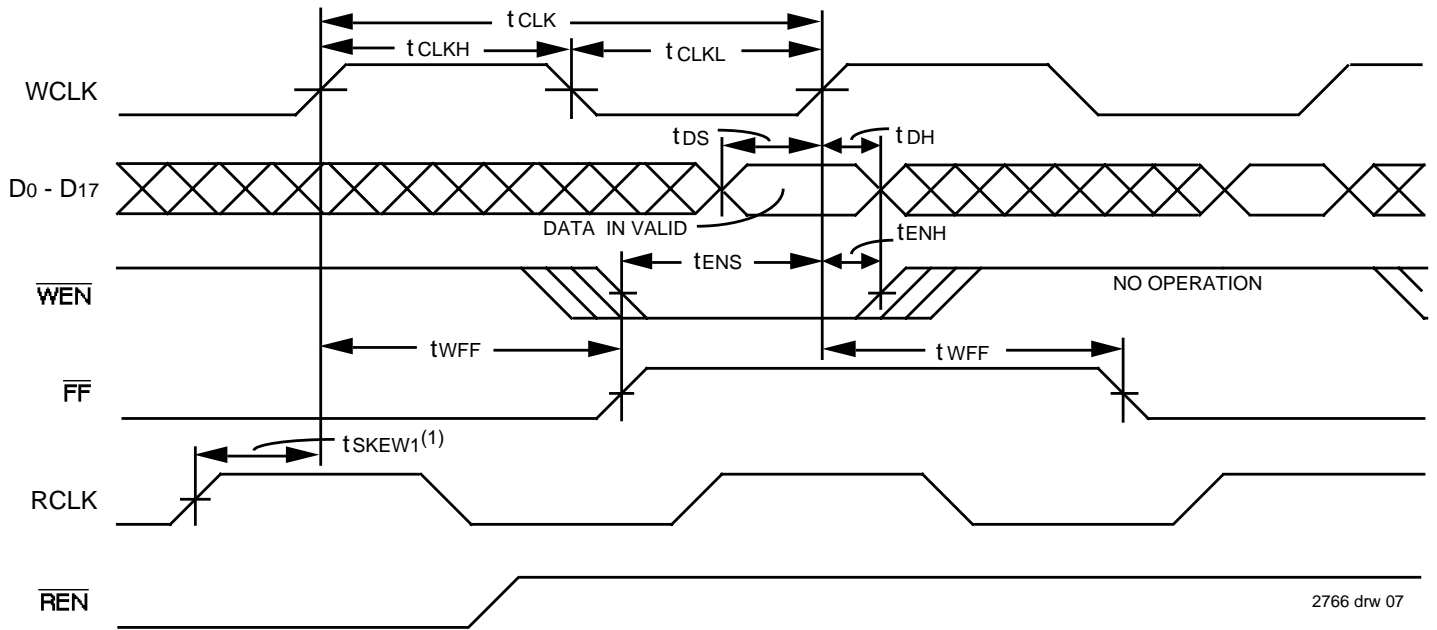 tCLK
tCLKH
tCLKL
WCLK
tDS
tDH
D0 - D17
DATA IN VALID
tENH
tENS
WEN
NO OPERATION
tWFF
tWFF
FF
tSKEW1(1)
RCLK
REN
2766 drw 07